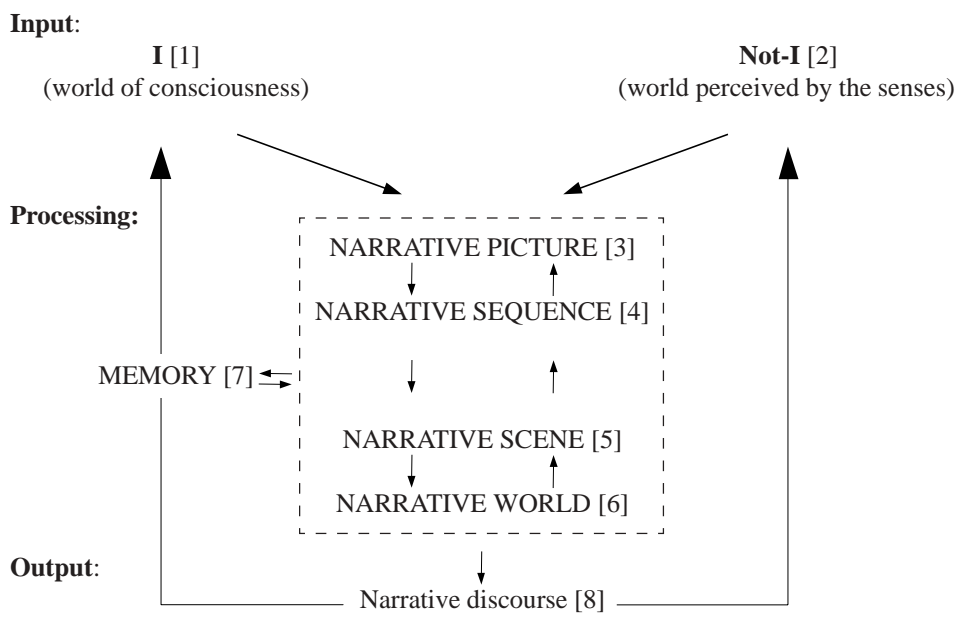 Input:
I [1] Not-I [2]
(world of consciousness) (world perceived by the senses)
Processing:
NARRATIVE PICTURE [3]
NARRATIVE SEQUENCE [4]
MEMORY [7]
NARRATIVE SCENE [5]
NARRATIVE WORLD [6]
Output:
Narrative discourse [8]